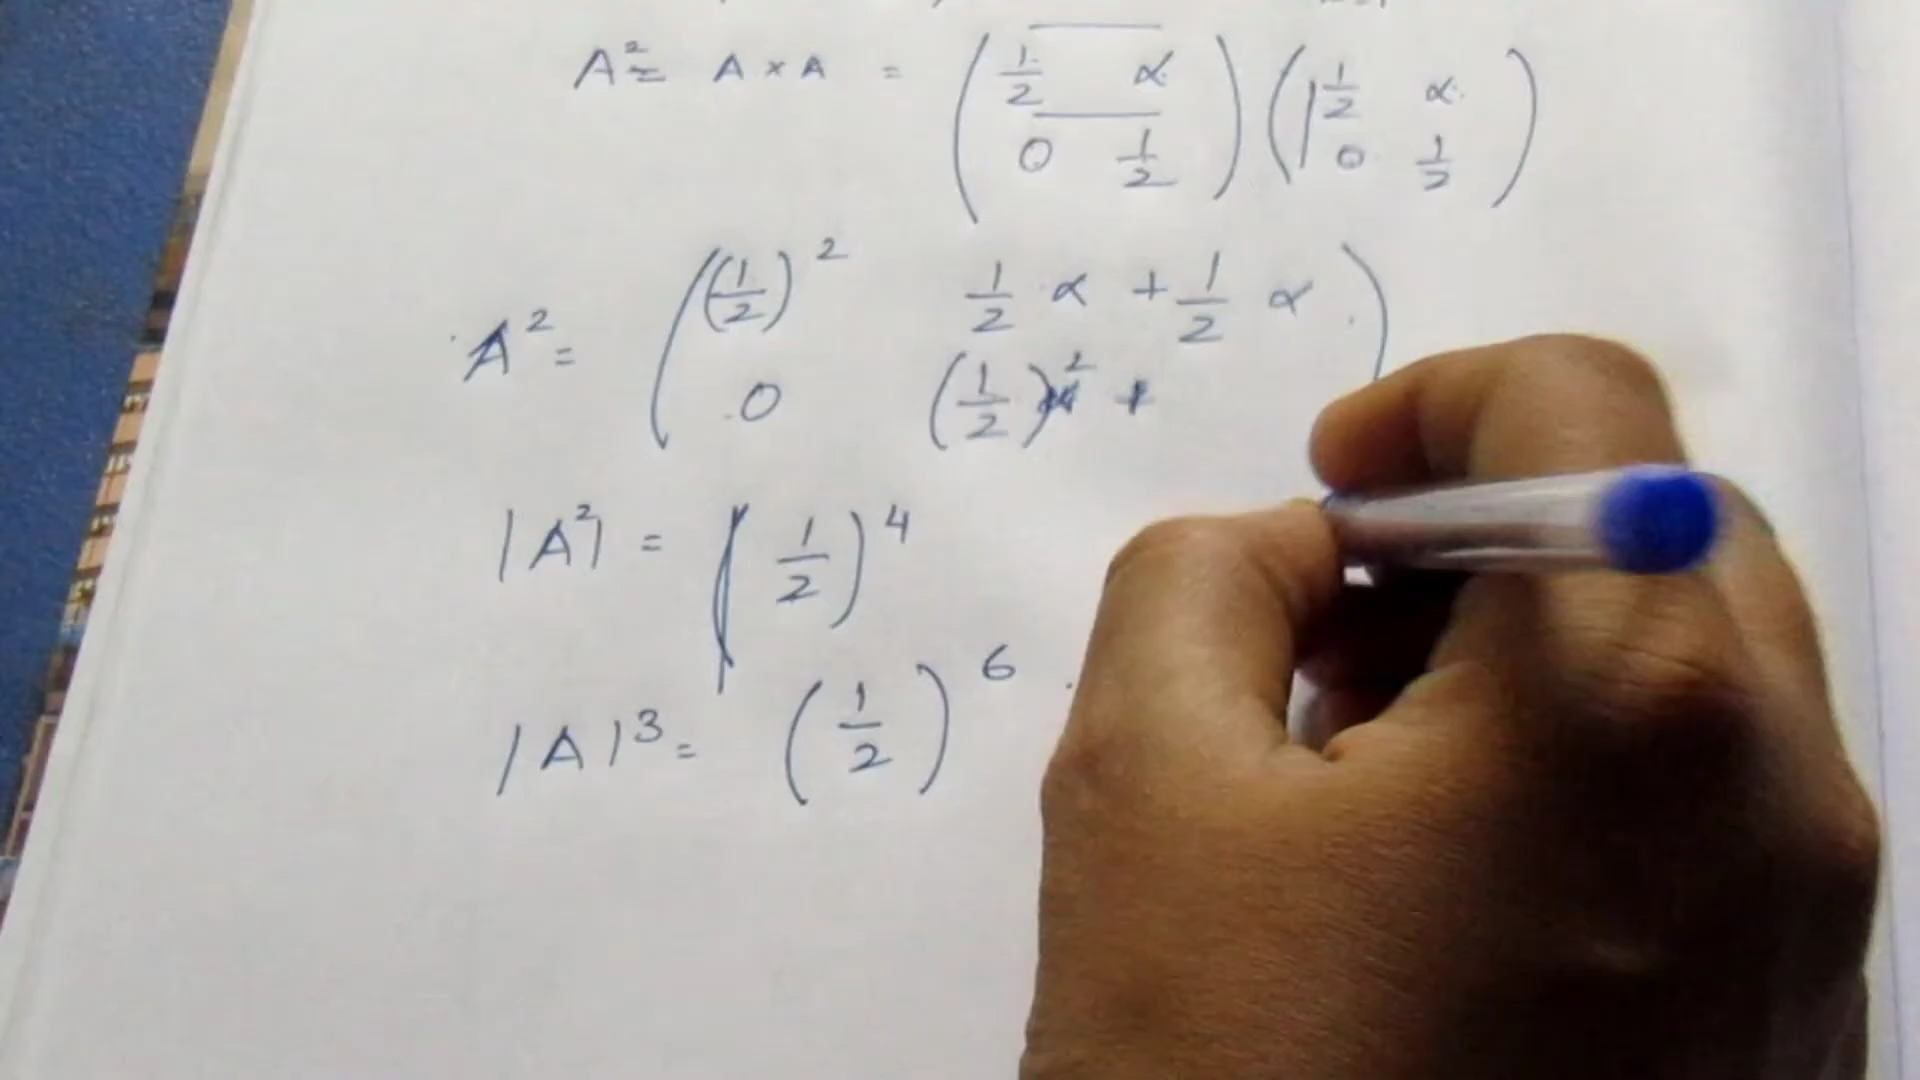 A² = A × A = ( 1/2 α 0 1/2 ) ( 1/2 α 0 1/2 )
A² = ( (1/2)² 1/2 α + 1/2 α
0 (1/2)² )
|A²| = (1/2)⁴
|A|³ = (1/2)⁶